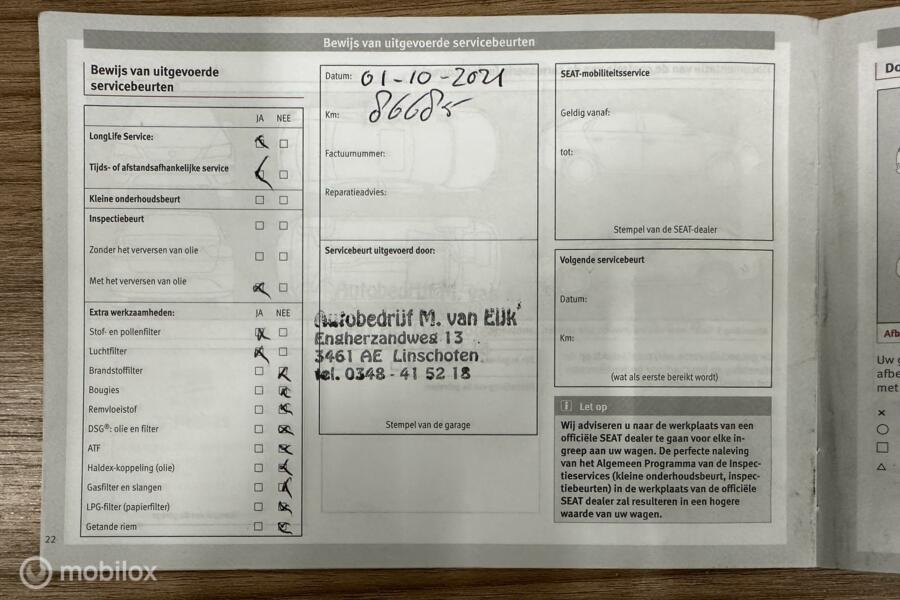 Bewijs van uitgevoerde servicebeurten
Bewijs van uitgevoerde
servicebeurten
JA NEE
LongLife Service:
Tijds- of afstandsafhankelijke service
Kleine onderhoudsbeurt
Inspectiebeurt
Zonder het verversen van olie
Met het verversen van olie
Extra werkzaamheden: JA NEE
Stof- en pollenfilter
Luchtfilter
Brandstoffilter
Bougies
Remvloeistof
DSG®: olie en filter
ATF
Haldex-koppeling (olie)
Gasfilter en slangen
LPG-filter (papierfilter)
Getande riem
22
Datum: 01-10-2021
Km: 86685
Factuurnummer:
Reparatieadvies:
Servicebeurt uitgevoerd door:
Autobedrijf M. van Eijk
Engherzandweg 13
3461 AE Linschoten
tel. 0348 - 41 52 18
Stempel van de garage
SEAT-mobiliteitsservice
Geldig vanaf:
tot:
Stempel van de SEAT-dealer
Volgende servicebeurt
Datum:
Km:
(wat als eerste bereikt wordt)
Let op
Wij adviseren u naar de werkplaats van een
officiële SEAT dealer te gaan voor elke in-
greep aan uw wagen. De perfecte naleving
van het Algemeen Programma van de Inspec-
tieservices (kleine onderhoudsbeurt, inspec-
tiebeurten) in de werkplaats van de officiële
SEAT dealer zal resulteren in een hogere
waarde van uw wagen.
Do
Afb
Uw g
afbe
met
mobilox